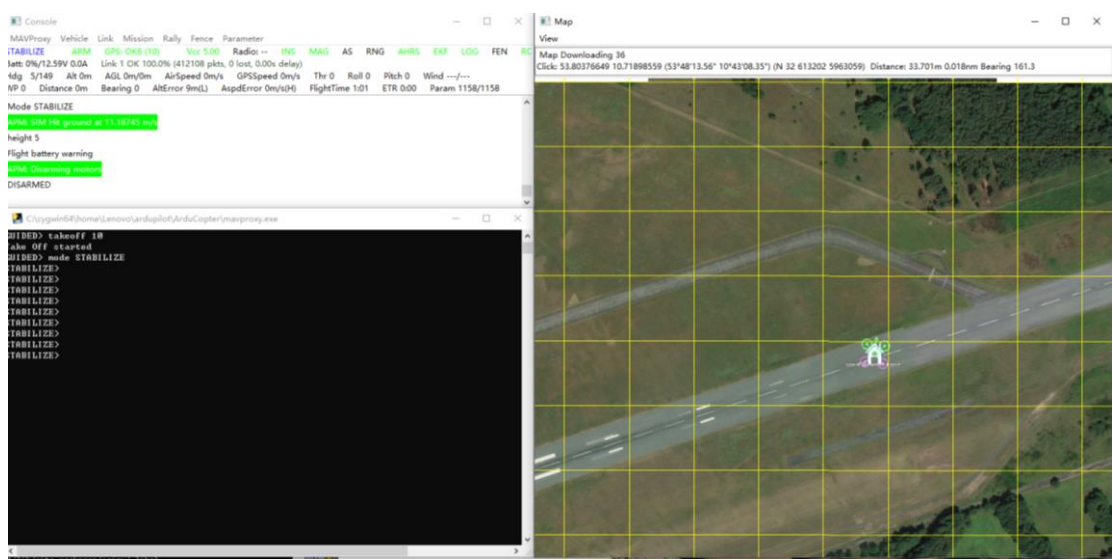 Console
MAVProxy Vehicle Link Mission Rally Fence Parameter
STABILIZE ARM GPS: OK6 (10) Vcc 5.00 Radio: -- INS MAG AS RNG AHRS EKF LOG FEN RC
Batt: 0%/12.59V 0.0A Link 1 OK 100.0% (412108 pkts, 0 lost, 0.00s delay)
Hdg 5/149 Alt 0m AGL 0m/0m AirSpeed 0m/s GPSSpeed 0m/s Thr 0 Roll 0 Pitch 0 Wind ---/---
WP 0 Distance 0m Bearing 0 AltError 9m(L) AspdError 0m/s(H) FlightTime 1:01 ETR 0:00 Param 1158/1158
Mode STABILIZE
APM: SIM Hit ground at 11.18745 m/s
height 5
Flight battery warning
APM: Disarming motors
DISARMED
C:\cygwin64\home\Lenovo\ardupilot\ArduCopter\mavproxy.exe
GUIDED> takeoff 10
Take Off started
GUIDED> mode STABILIZE
STABILIZE>
STABILIZE>
STABILIZE>
STABILIZE>
STABILIZE>
STABILIZE>
STABILIZE>
STABILIZE>
STABILIZE>
Map
View
Map Downloading 36
Click: 53.80376649 10.71898559 (53°48'13.56" 10°43'08.35") (N 32 613202 5963059) Distance: 33.701m 0.018nm Bearing 161.3